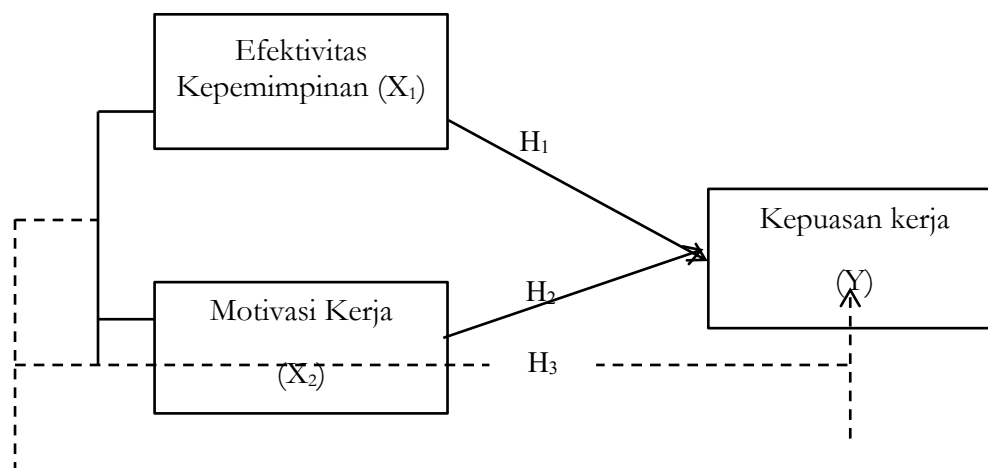 Efektivitas
Kepemimpinan (X₁)
H₁
Kepuasan kerja
(Y)
Motivasi Kerja
(X₂)
H₂
H₃